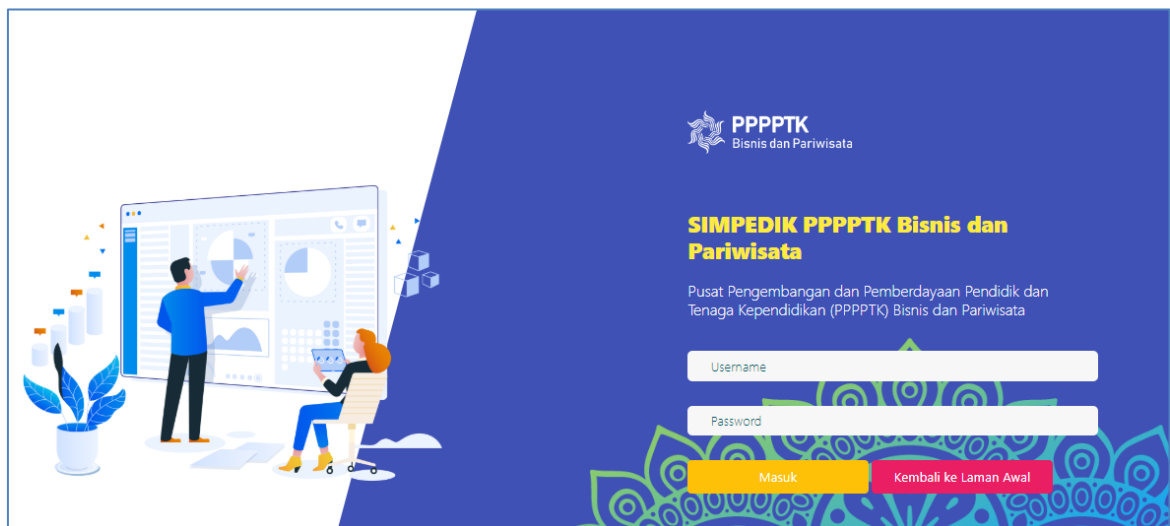 PPPPTK
Bisnis dan Pariwisata
SIMPEDIK PPPPTK Bisnis dan
Pariwisata
Pusat Pengembangan dan Pemberdayaan Pendidik dan
Tenaga Kependidikan (PPPPTK) Bisnis dan Pariwisata
Username
Password
Masuk
Kembali ke Laman Awal